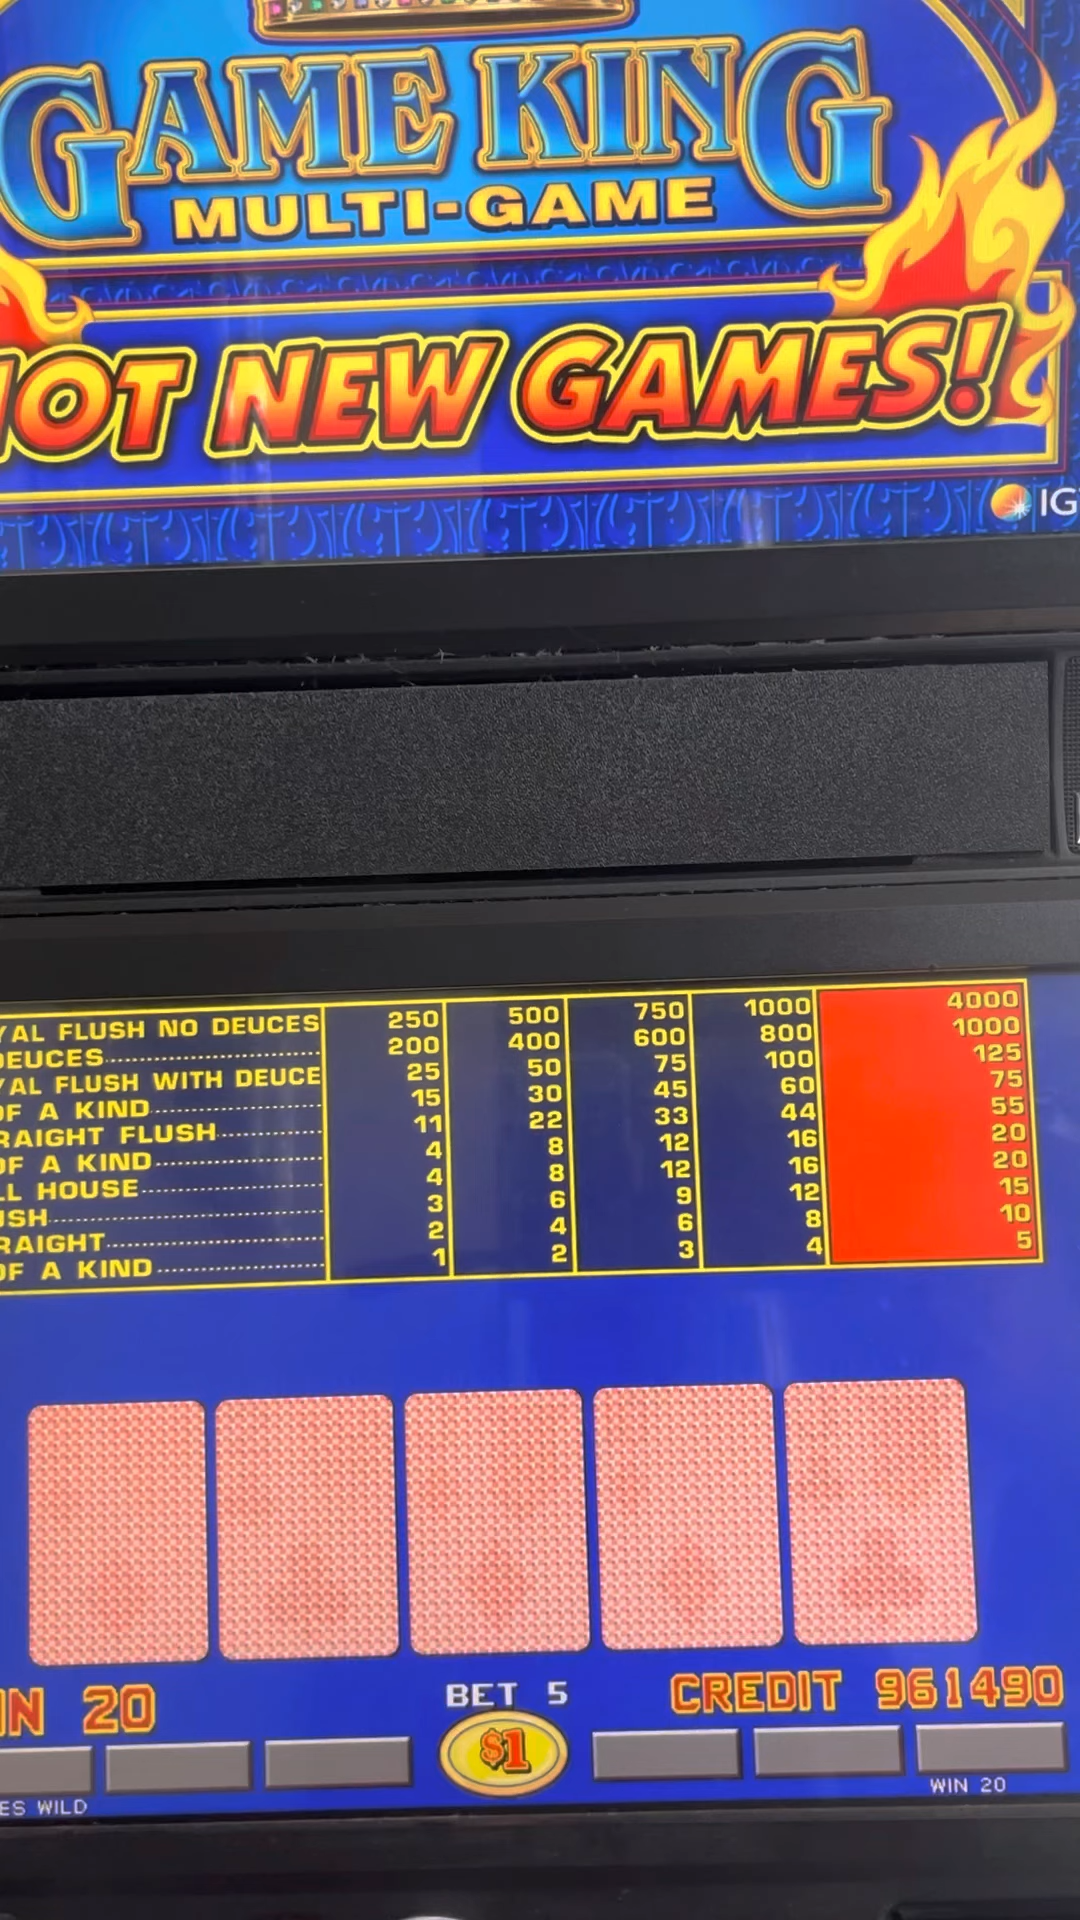 GAME KING
MULTI-GAME
OT NEW GAMES!
IG
YAL FLUSH NO DEUCES 250 500 750 1000 4000
DEUCES 200 400 600 800 1000
YAL FLUSH WITH DEUCE 25 50 75 100 125
OF A KIND 15 30 45 60 75
RAIGHT FLUSH 11 22 33 44 55
OF A KIND 4 8 12 16 20
LL HOUSE 4 8 12 16 20
USH 3 6 9 12 15
RAIGHT 2 4 6 8 10
OF A KIND 1 2 3 4 5
IN 20 BET 5 CREDIT 961490
$1
ES WILD WIN 20